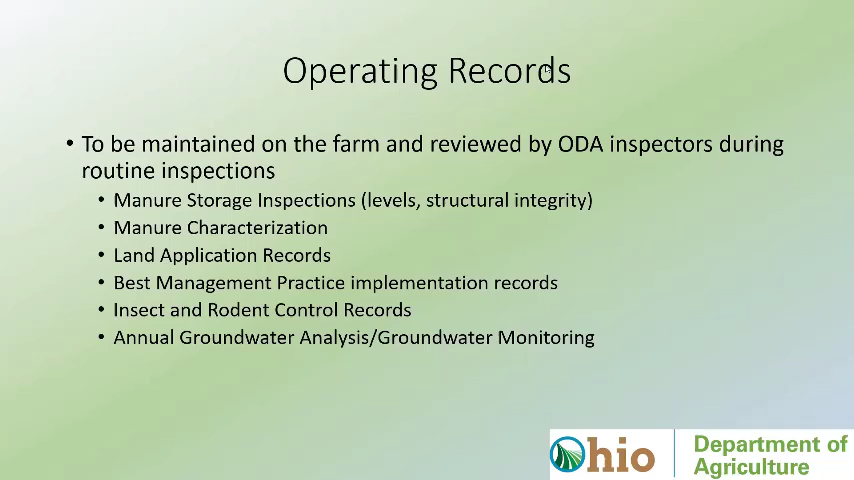 Operating Records
• To be maintained on the farm and reviewed by ODA inspectors during
routine inspections
• Manure Storage Inspections (levels, structural integrity)
• Manure Characterization
• Land Application Records
• Best Management Practice implementation records
• Insect and Rodent Control Records
• Annual Groundwater Analysis/Groundwater Monitoring
Ohio
Department of
Agriculture